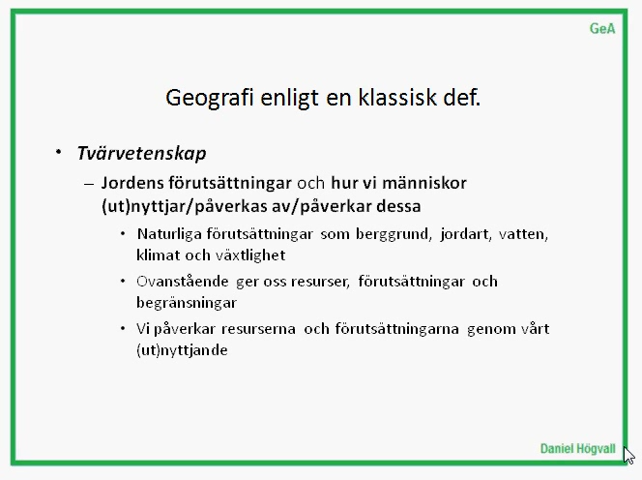 GeA
Geografi enligt en klassisk def.
• Tvärvetenskap
– Jordens förutsättningar och hur vi människor
(ut)nyttjar/påverkas av/påverkar dessa
• Naturliga förutsättningar som berggrund, jordart, vatten,
klimat och växtlighet
• Ovanstående ger oss resurser, förutsättningar och
begränsningar
• Vi påverkar resurserna och förutsättningarna genom vårt
(ut)nyttjande
Daniel Högvall